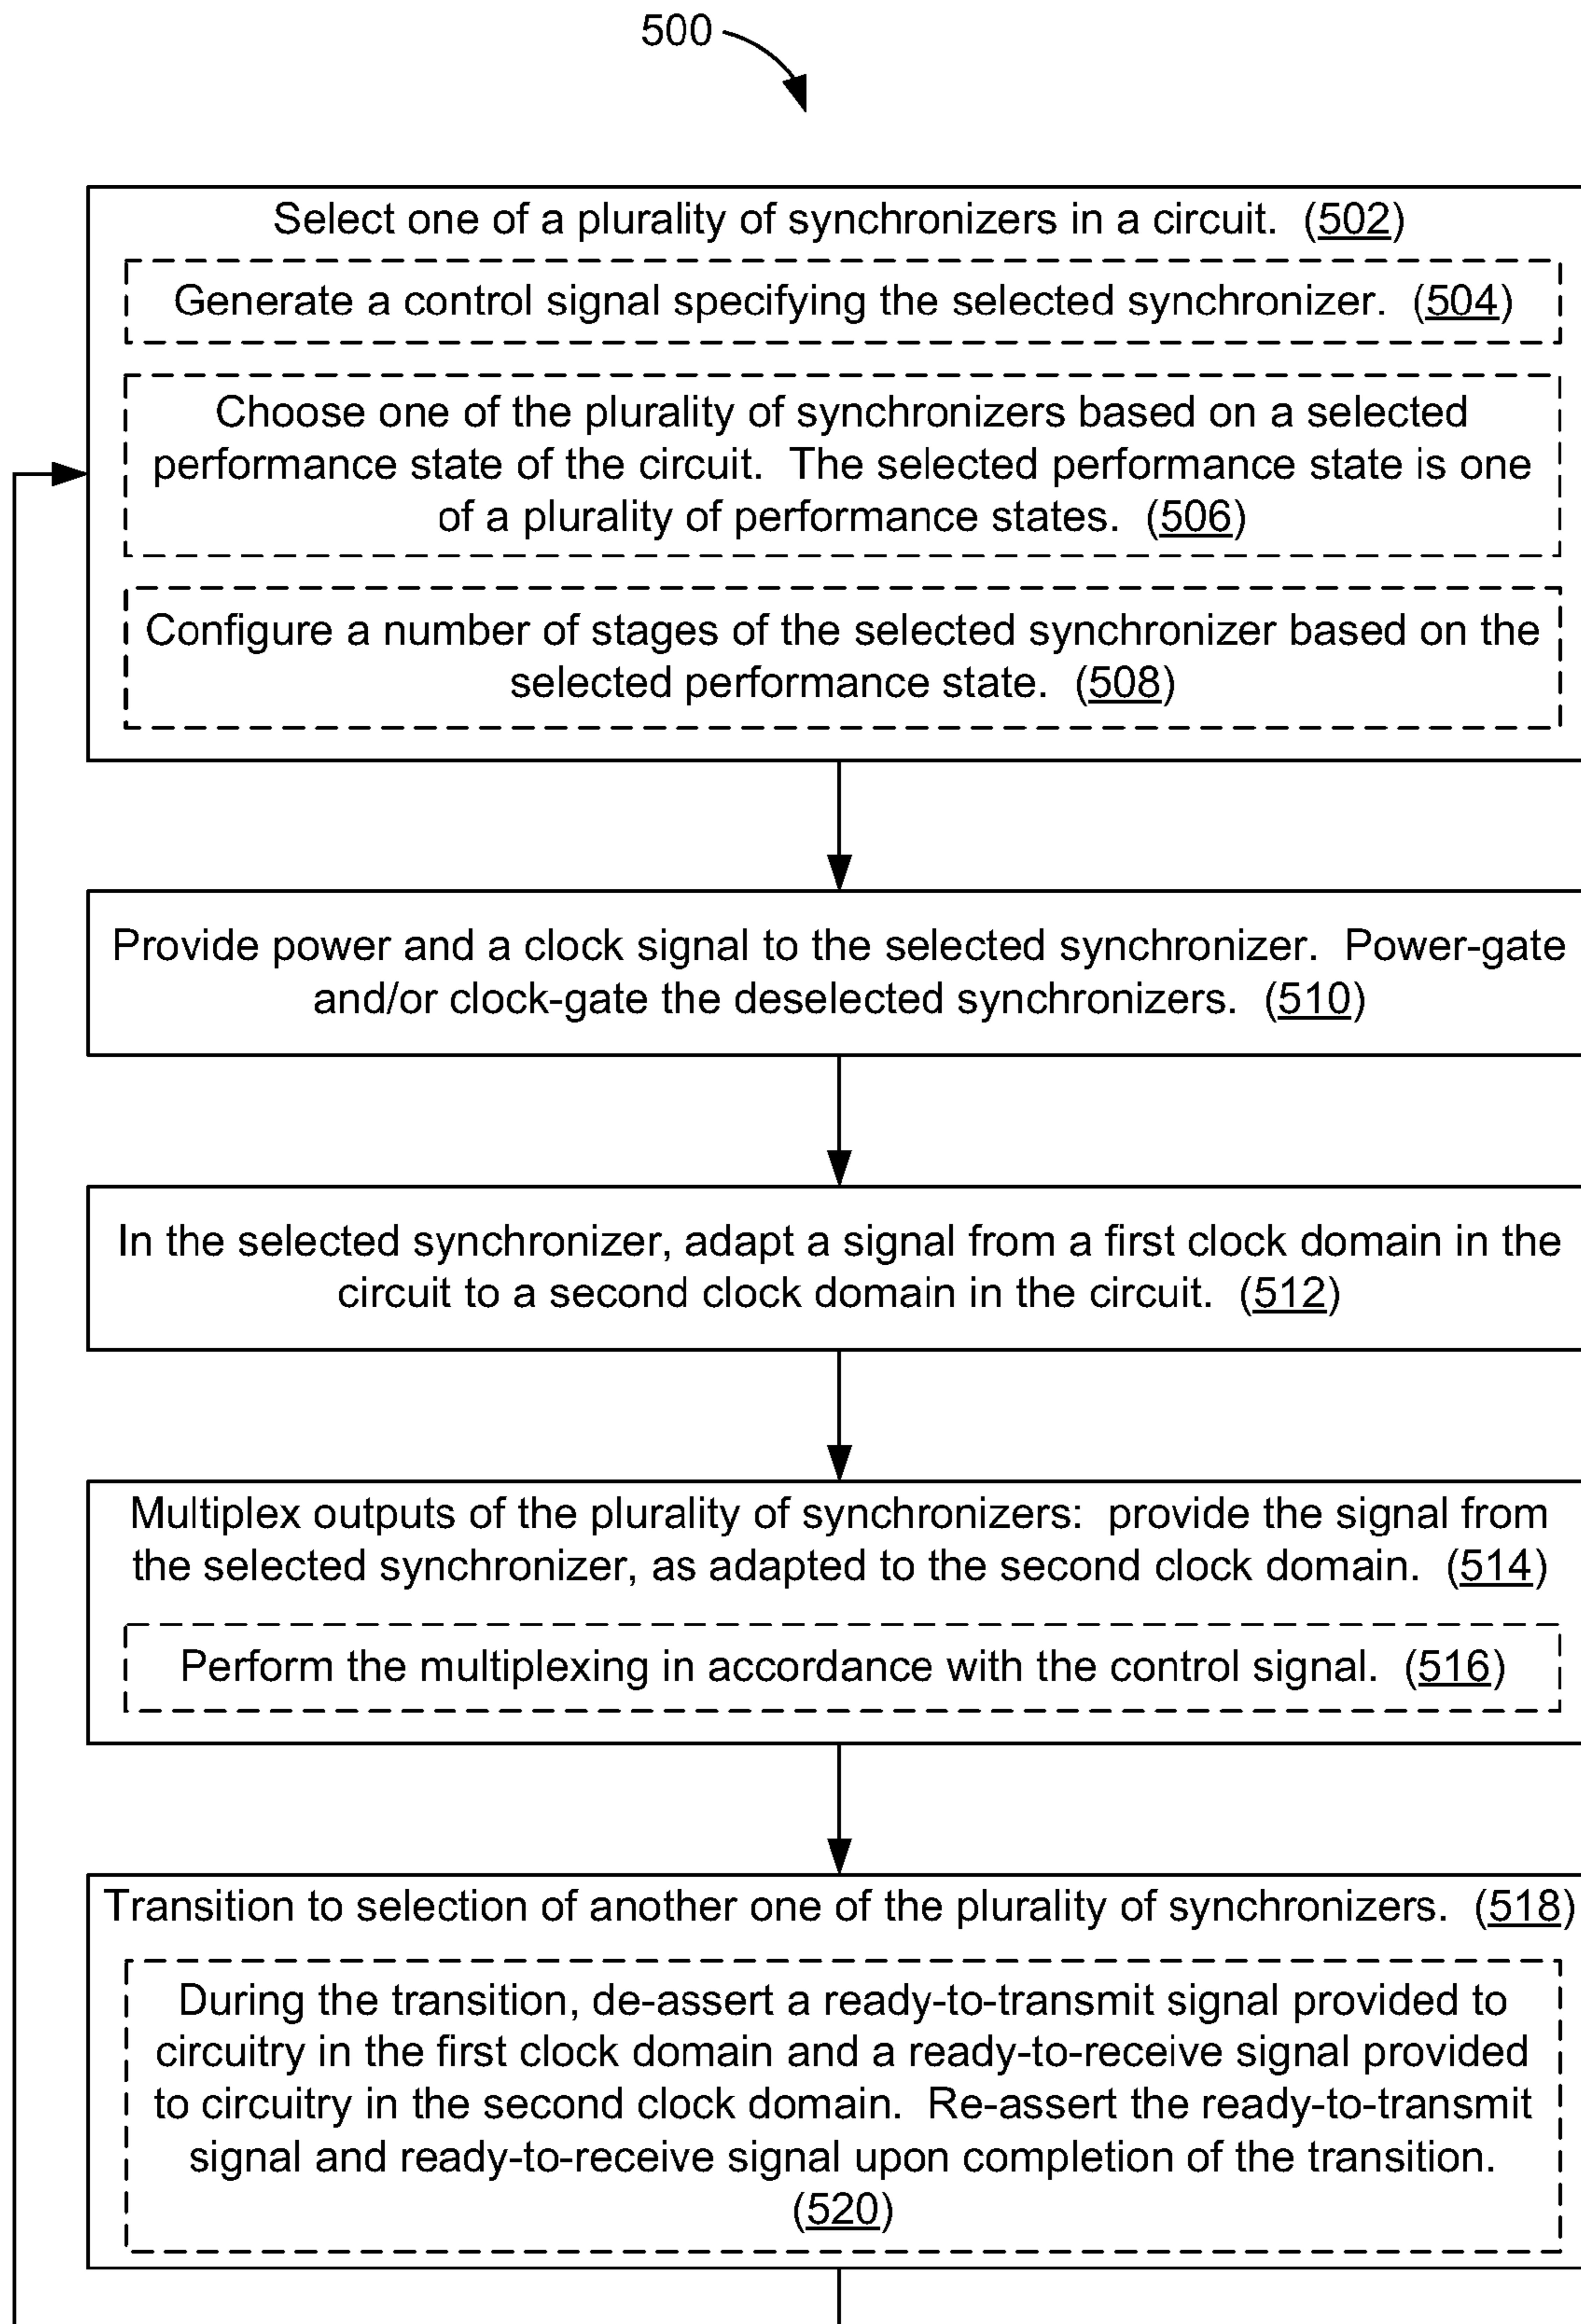 500
Select one of a plurality of synchronizers in a circuit. (502)
Generate a control signal specifying the selected synchronizer. (504)
Choose one of the plurality of synchronizers based on a selected
performance state of the circuit. The selected performance state is one
of a plurality of performance states. (506)
Configure a number of stages of the selected synchronizer based on the
selected performance state. (508)
Provide power and a clock signal to the selected synchronizer. Power-gate
and/or clock-gate the deselected synchronizers. (510)
In the selected synchronizer, adapt a signal from a first clock domain in the
circuit to a second clock domain in the circuit. (512)
Multiplex outputs of the plurality of synchronizers: provide the signal from
the selected synchronizer, as adapted to the second clock domain. (514)
Perform the multiplexing in accordance with the control signal. (516)
Transition to selection of another one of the plurality of synchronizers. (518)
During the transition, de-assert a ready-to-transmit signal provided to
circuitry in the first clock domain and a ready-to-receive signal provided
to circuitry in the second clock domain. Re-assert the ready-to-transmit
signal and ready-to-receive signal upon completion of the transition.
(520)